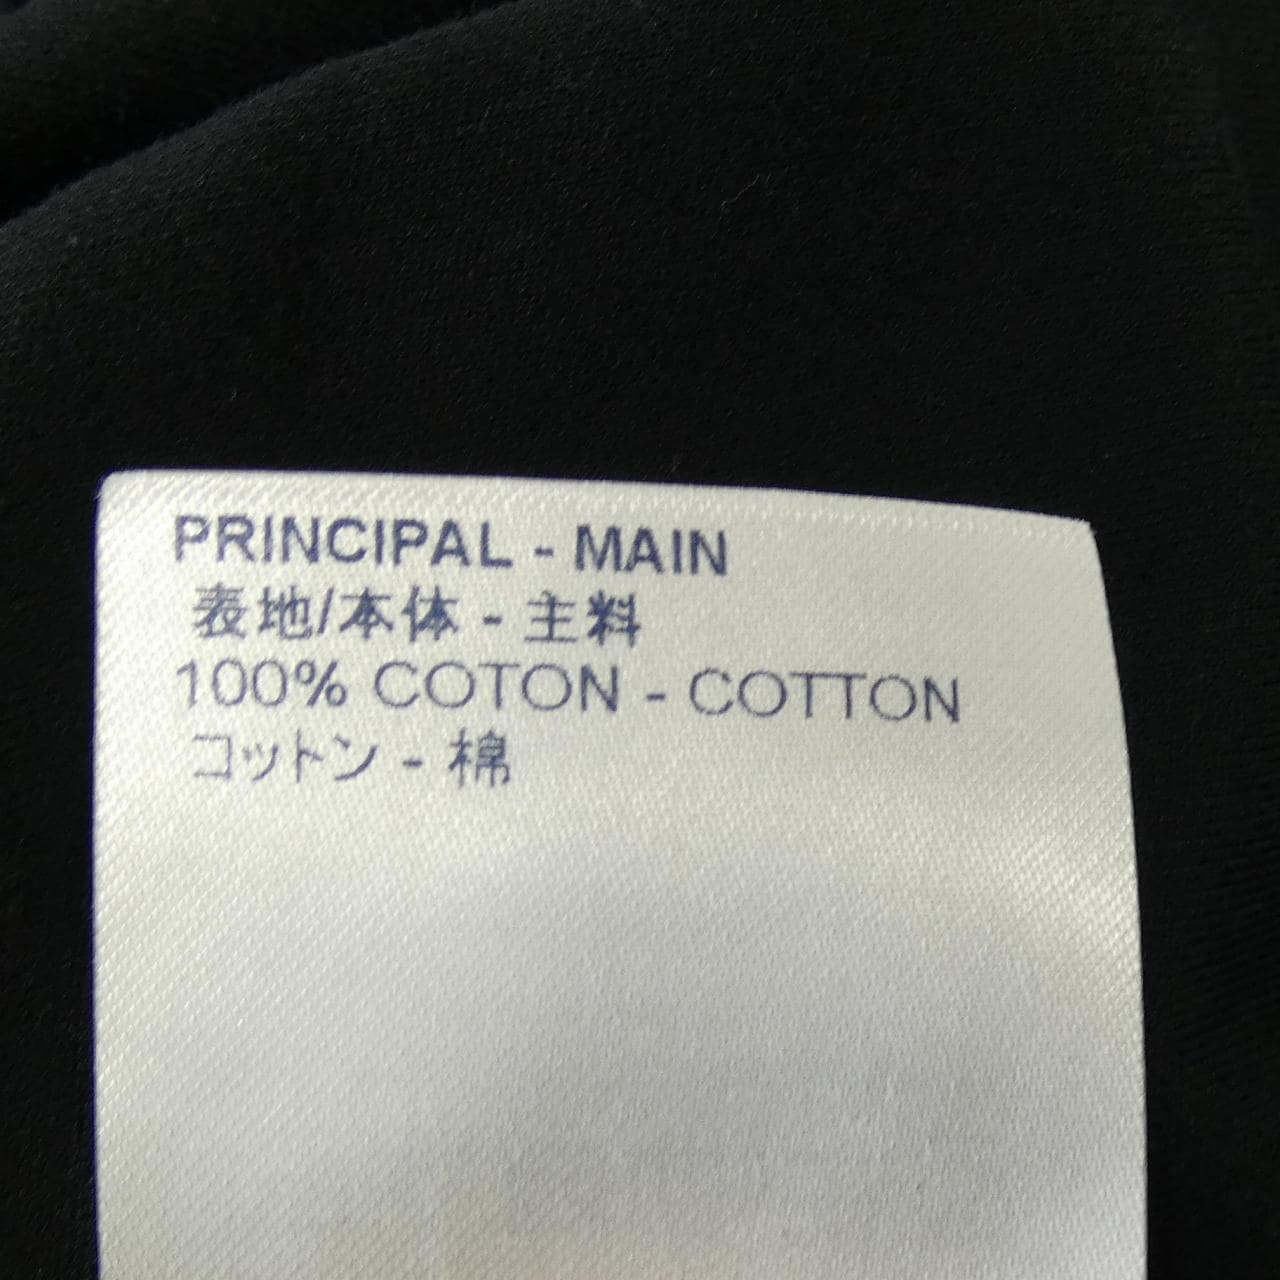 PRINCIPAL - MAIN
表地/本体 - 主料
100% COTON - COTTON
コットン - 棉